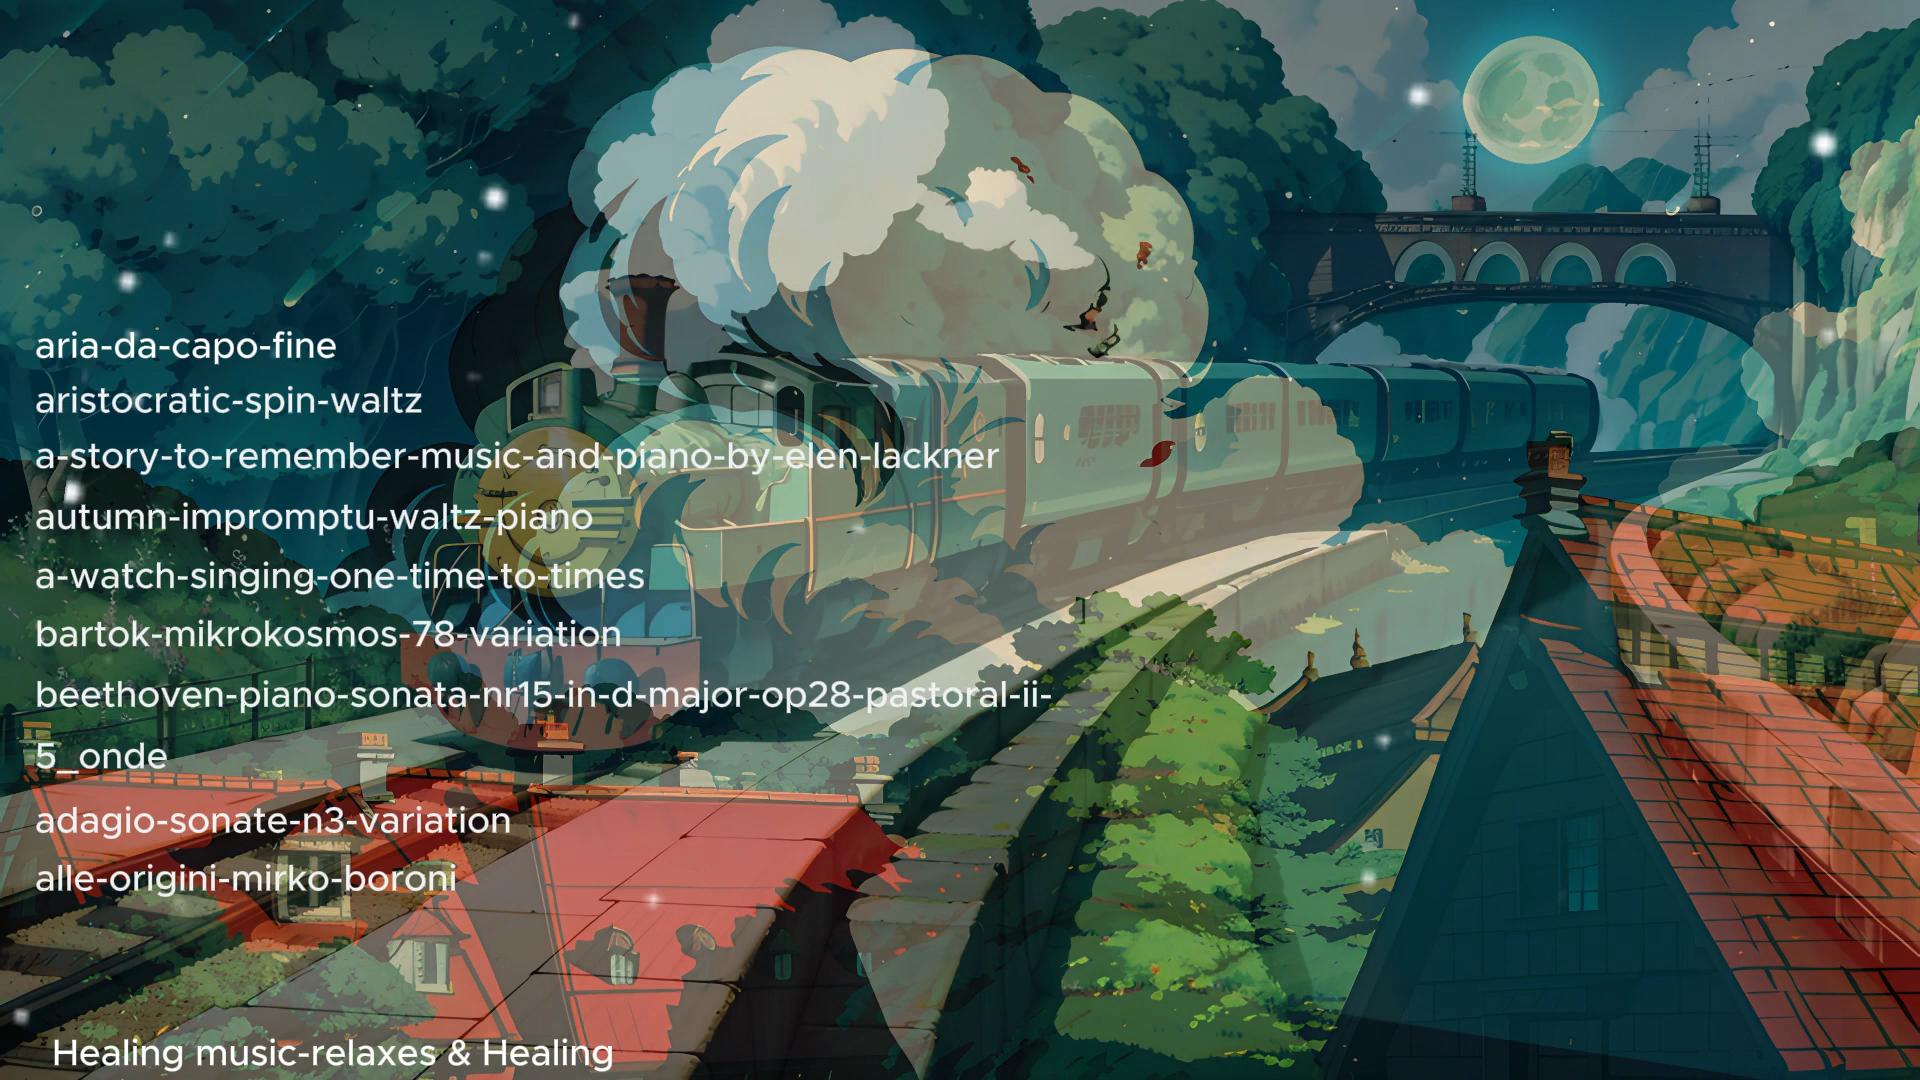 aria-da-capo-fine
aristocratic-spin-waltz
a-story-to-remember-music-and-piano-by-elen-lackner
autumn-impromptu-waltz-piano
a-watch-singing-one-time-to-times
bartok-mikrokosmos-78-variation
beethoven-piano-sonata-nr15-in-d-major-op28-pastoral-ii-
5_onde
adagio-sonate-n3-variation
alle-origini-mirko-boroni
Healing music-relaxes & Healing